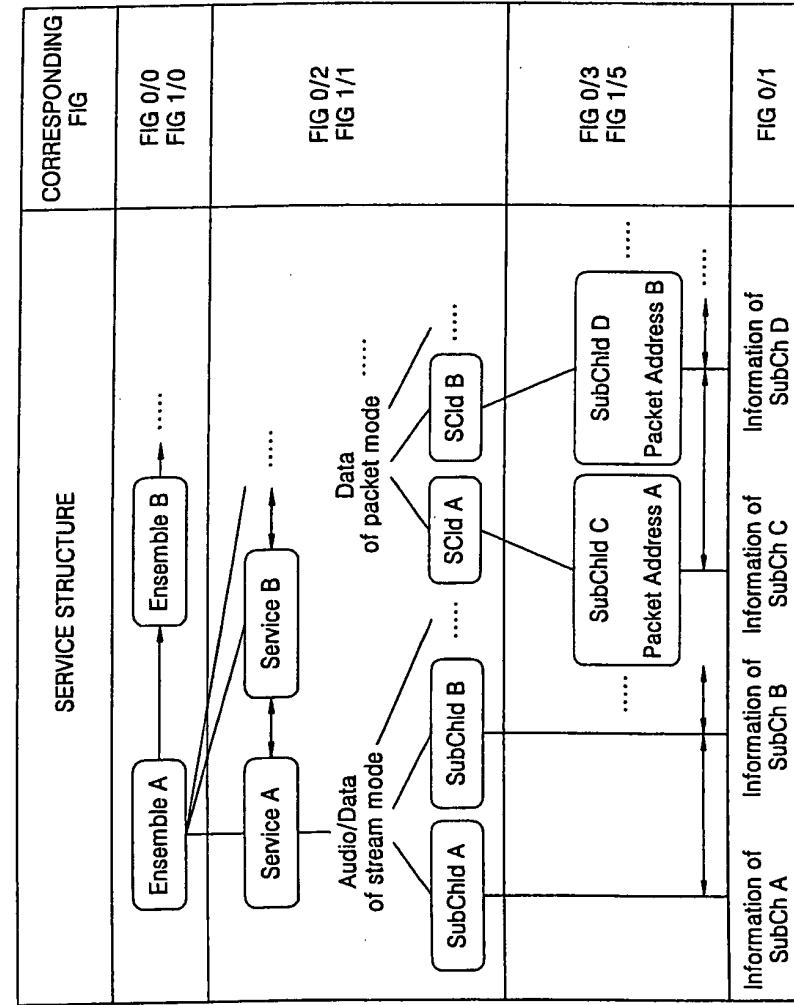 SERVICE STRUCTURE
CORRESPONDING
FIG
Ensemble A
Ensemble B
.....
FIG 0/0
FIG 1/0
Service A
Service B
.....
Audio/Data
of stream mode
Data
of packet mode
.....
SubChId A
SubChId B
.....
SCId A
SCId B
.....
FIG 0/2
FIG 1/1
.....
SubChId C
Packet Address A
SubChId D
Packet Address B
.....
.....
FIG 0/3
FIG 1/5
Information of
SubCh A
Information of
SubCh B
Information of
SubCh C
Information of
SubCh D
FIG 0/1